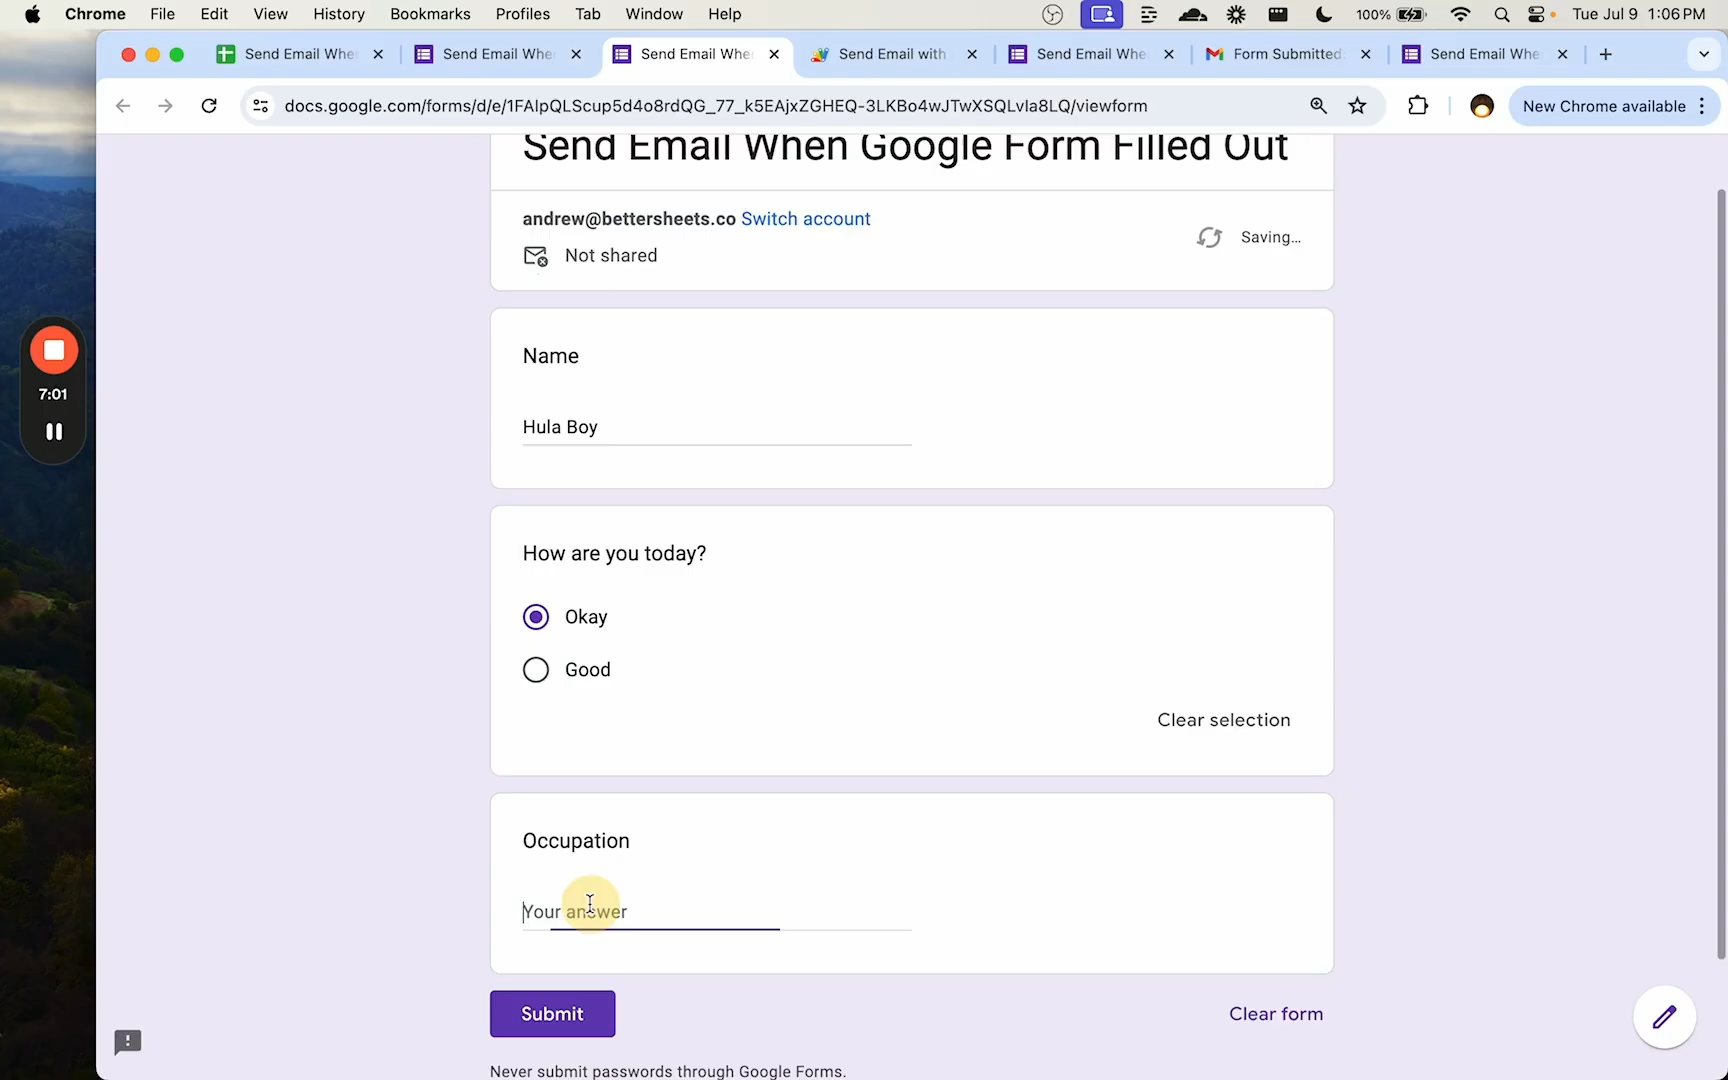 Chrome File Edit View History Bookmarks Profiles Tab Window Help 100% Tue Jul 9 1:06 PM
Send Email Whe Send Email Whe Send Email Whe Send Email with Send Email Whe Form Submitted Send Email Whe
docs.google.com/forms/d/e/1FAIpQLScup5d4o8rdQG_77_k5EAjxZGHEQ-3LKBo4wJTwXSQLvla8LQ/viewform New Chrome available
Send Email When Google Form Filled Out
andrew@bettersheets.co Switch account
Saving...
Not shared
Name
7:01
Hula Boy
How are you today?
Okay
Good
Clear selection
Occupation
Your answer
Submit Clear form
Never submit passwords through Google Forms.